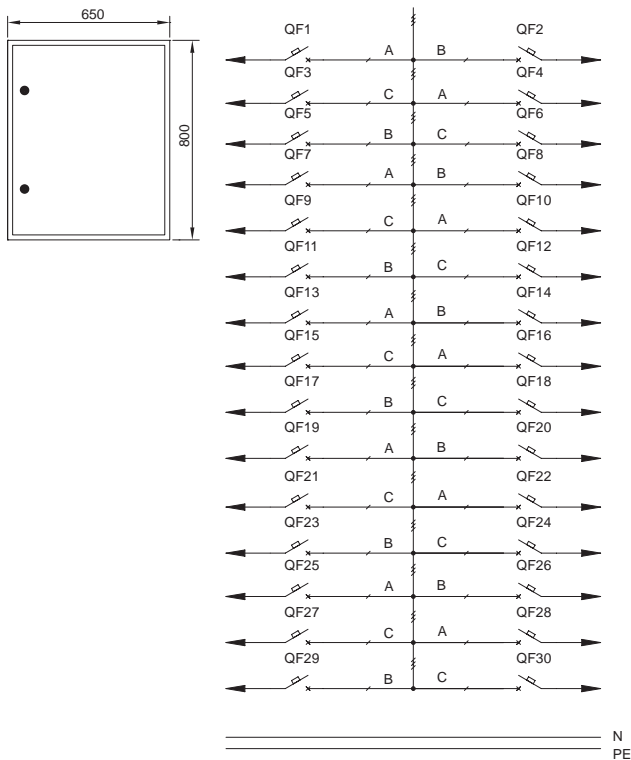 650
800
QF1 QF2
A B
QF3 QF4
C A
QF5 QF6
B C
QF7 QF8
A B
QF9 QF10
C A
QF11 QF12
B C
QF13 QF14
A B
QF15 QF16
C A
QF17 QF18
B C
QF19 QF20
A B
QF21 QF22
C A
QF23 QF24
B C
QF25 QF26
A B
QF27 QF28
C A
QF29 QF30
B C
N
PE